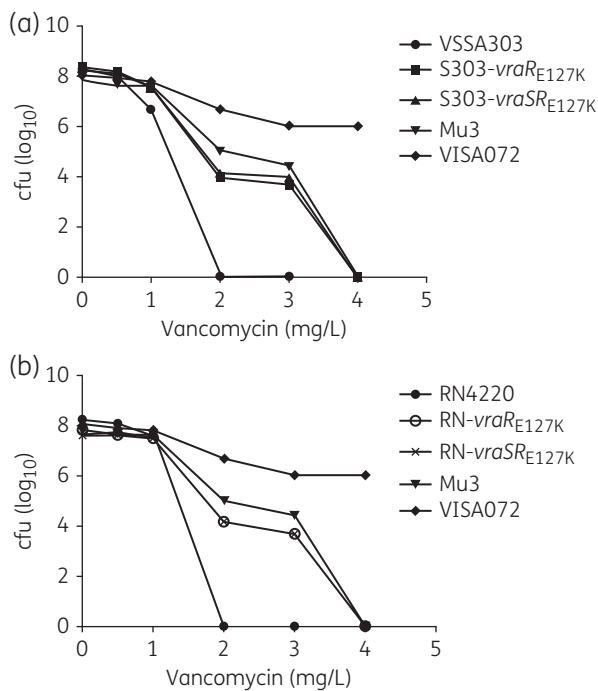 (a)
10
8
6
4
2
0
cfu (log10)
0 1 2 3 4 5
Vancomycin (mg/L)
VSSA303
S303-vraRE127K
S303-vraSRE127K
Mu3
VISA072
(b)
10
8
6
4
2
0
cfu (log10)
0 1 2 3 4 5
Vancomycin (mg/L)
RN4220
RN-vraRE127K
RN-vraSRE127K
Mu3
VISA072